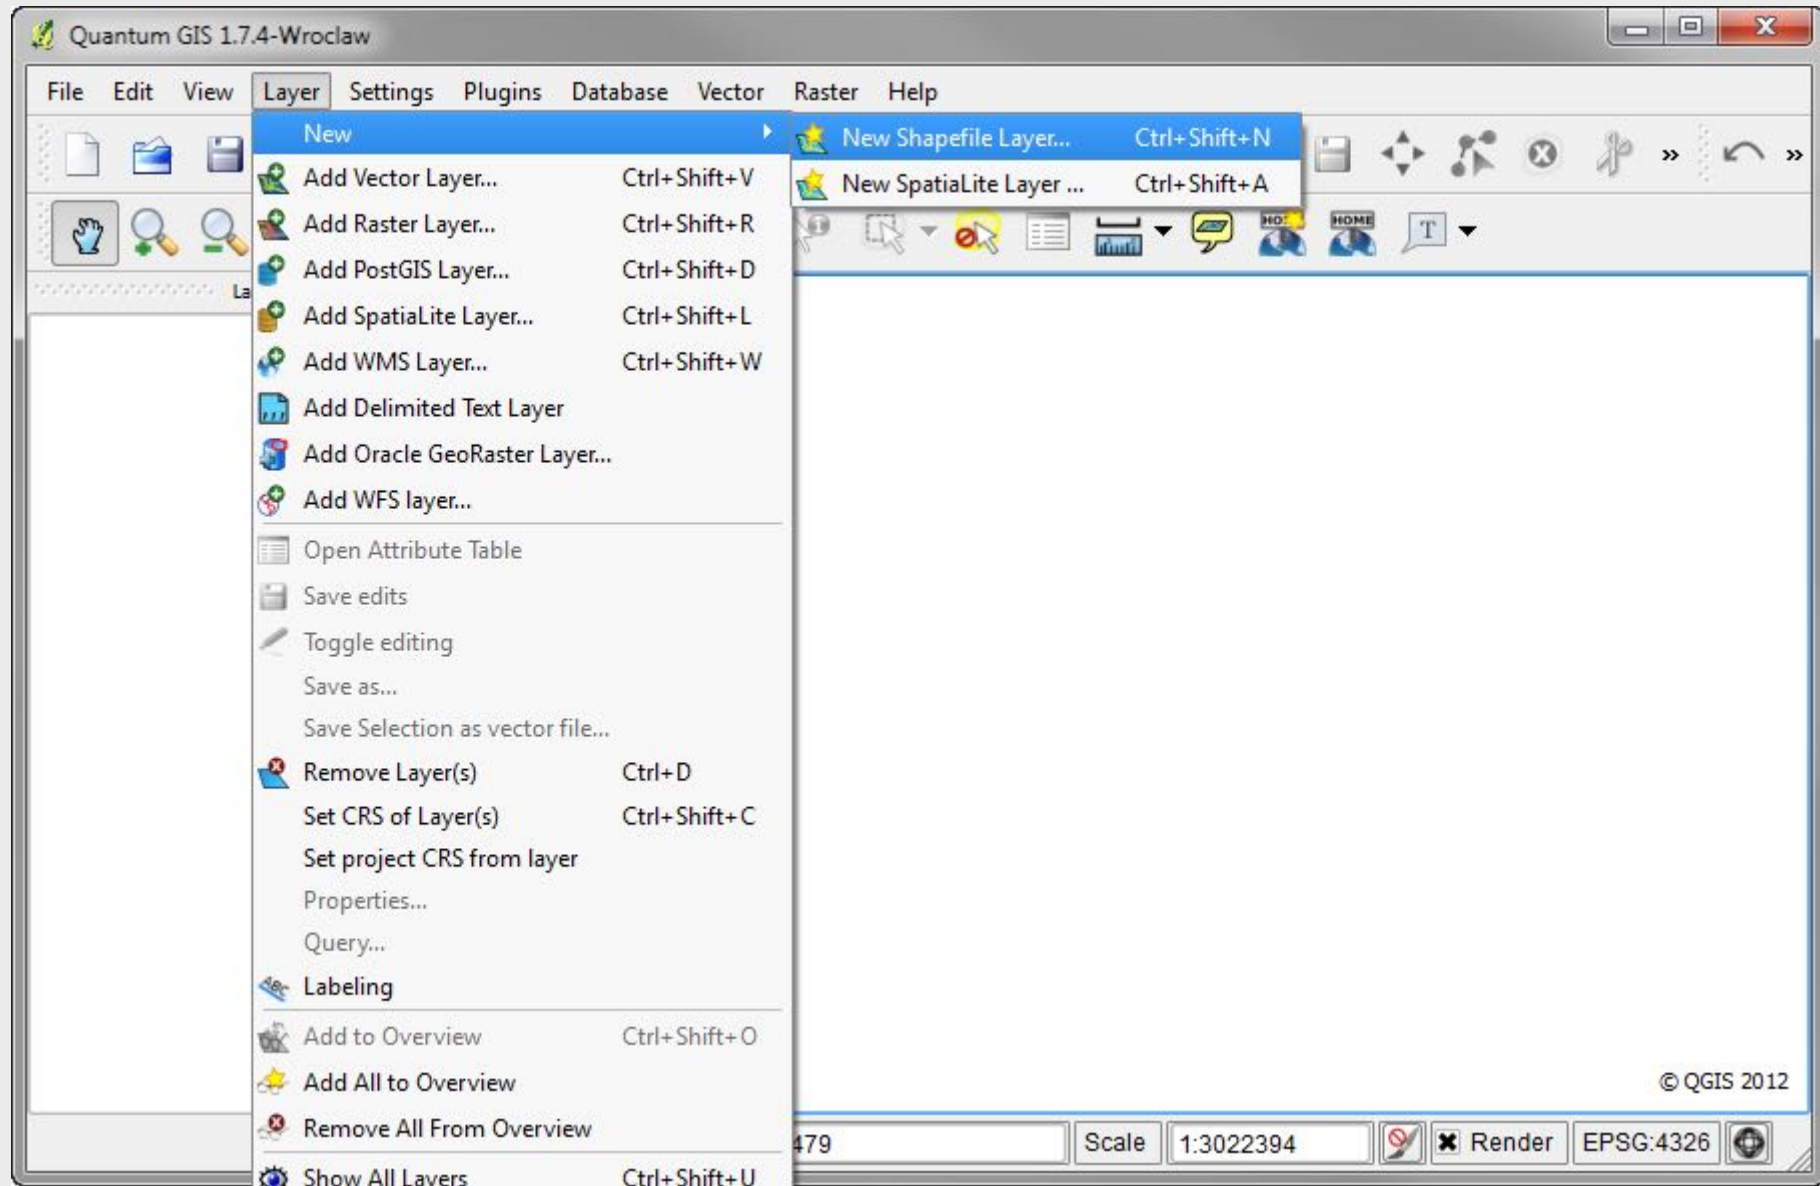 Quantum GIS 1.7.4-Wroclaw
File Edit View Layer Settings Plugins Database Vector Raster Help
New
New Shapefile Layer... Ctrl+Shift+N
New SpatiaLite Layer ... Ctrl+Shift+A
Add Vector Layer... Ctrl+Shift+V
Add Raster Layer... Ctrl+Shift+R
Add PostGIS Layer... Ctrl+Shift+D
Add SpatiaLite Layer... Ctrl+Shift+L
Add WMS Layer... Ctrl+Shift+W
Add Delimited Text Layer
Add Oracle GeoRaster Layer...
Add WFS layer...
Open Attribute Table
Save edits
Toggle editing
Save as...
Save Selection as vector file...
Remove Layer(s) Ctrl+D
Set CRS of Layer(s) Ctrl+Shift+C
Set project CRS from layer
Properties...
Query...
Labeling
Add to Overview Ctrl+Shift+O
Add All to Overview
Remove All From Overview
Show All Layers Ctrl+Shift+U
La
HOME
T
© QGIS 2012
479 Scale 1:3022394 Render EPSG:4326